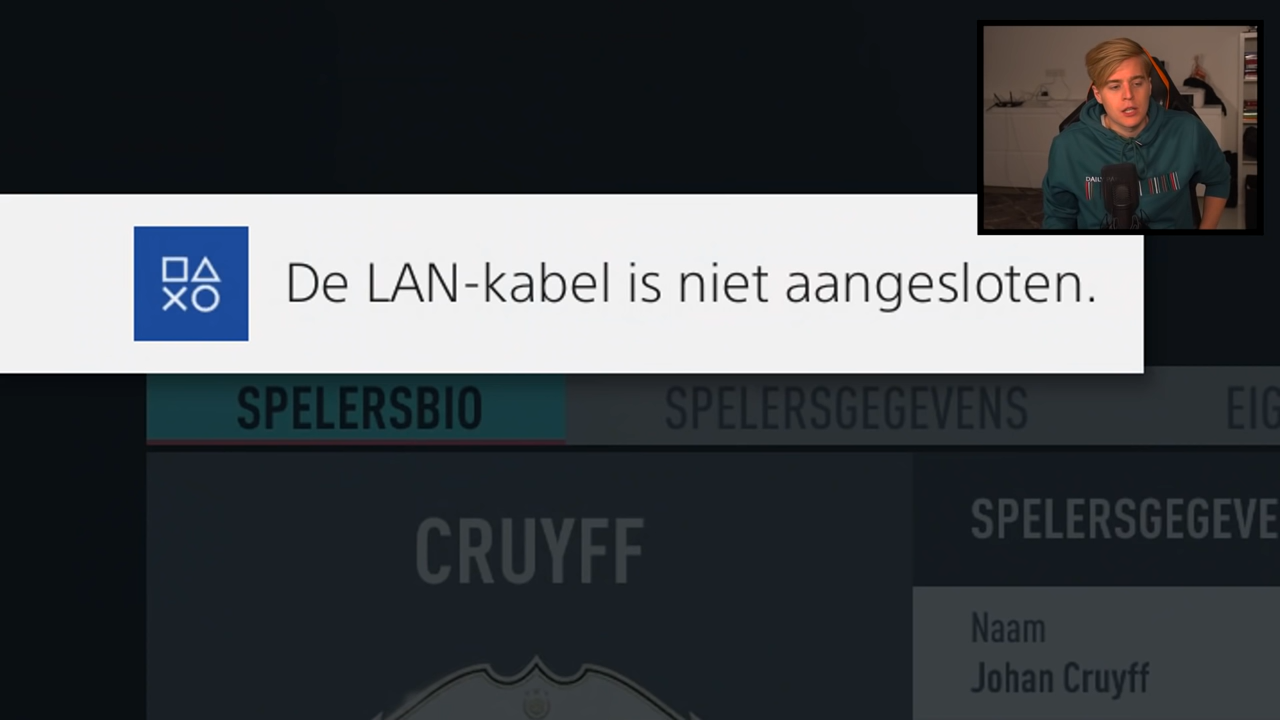 De LAN-kabel is niet aangesloten.
SPELERSBIO
SPELERSGEGEVENS
EIG
CRUYFF
SPELERSGEGEVE
Naam
Johan Cruyff